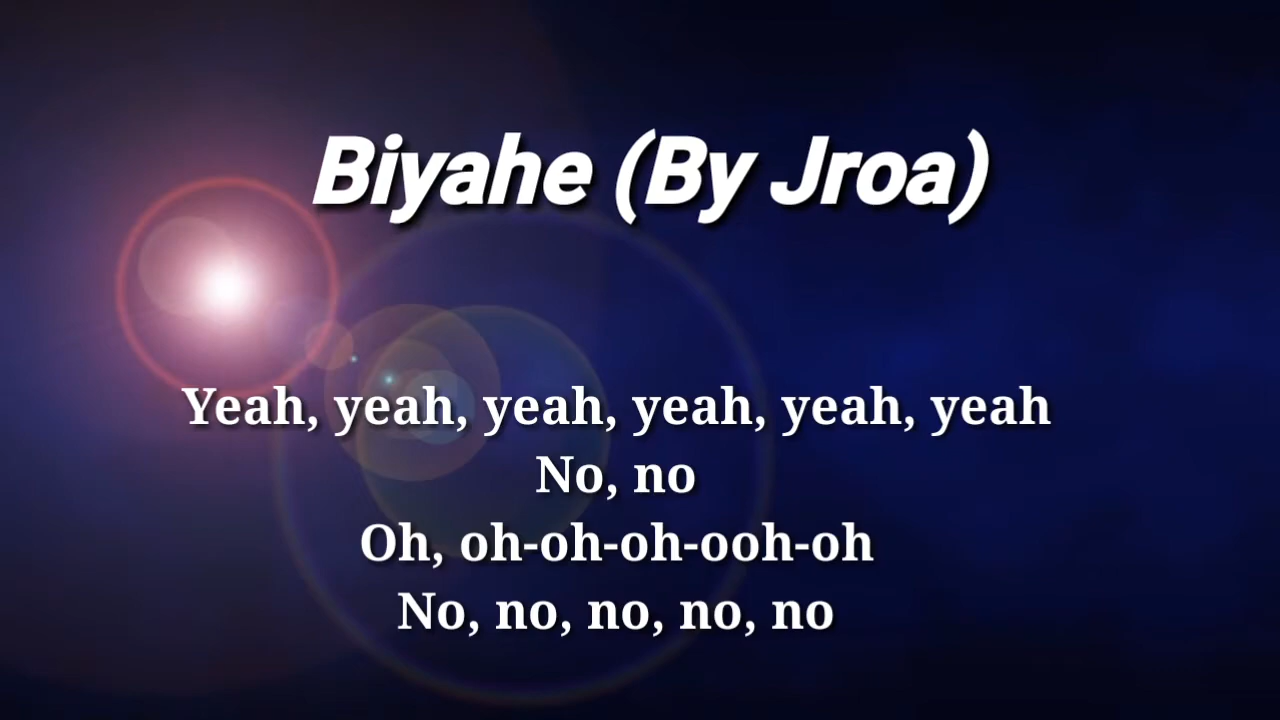 Biyahe (By Jroa)
Yeah, yeah, yeah, yeah, yeah, yeah
No, no
Oh, oh-oh-oh-ooh-oh
No, no, no, no, no